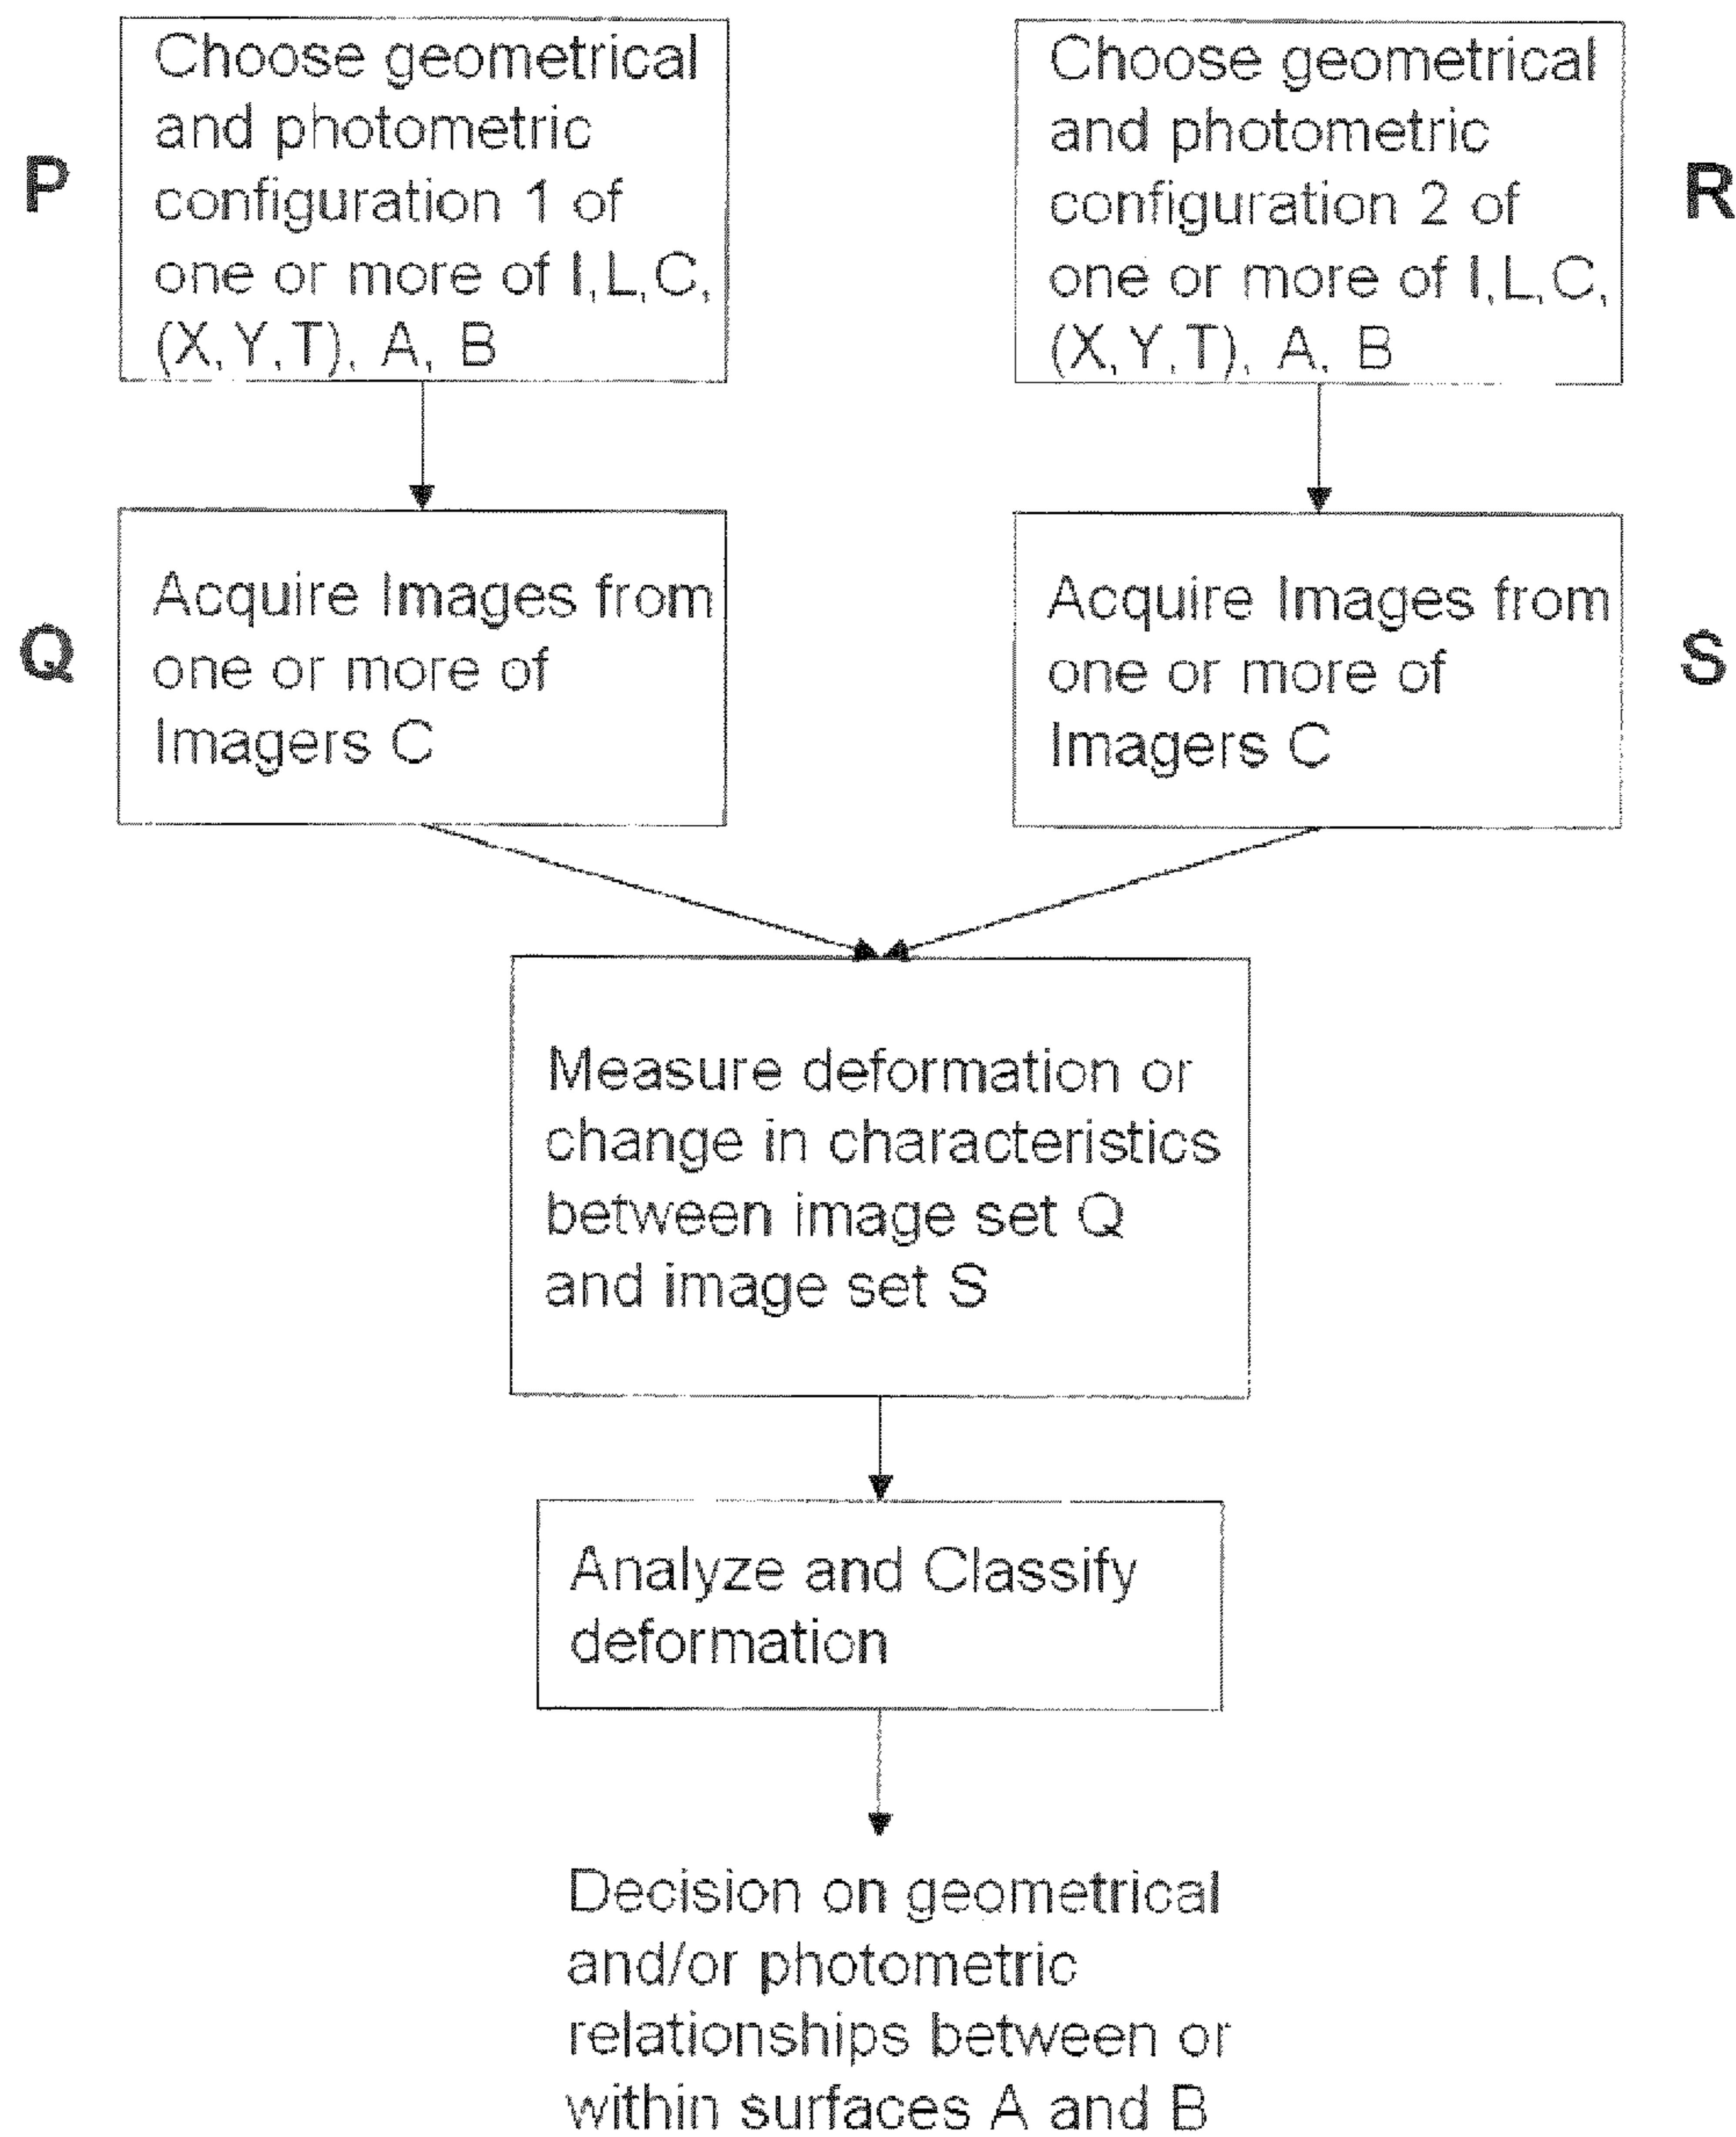 P
Choose geometrical
and photometric
configuration 1 of
one or more of I,L,C,
(X,Y,T), A, B
R
Choose geometrical
and photometric
configuration 2 of
one or more of I,L,C,
(X,Y,T), A, B
Q
Acquire Images from
one or more of
Imagers C
S
Acquire Images from
one or more of
Imagers C
Measure deformation or
change in characteristics
between image set Q
and image set S
Analyze and Classify
deformation
Decision on geometrical
and/or photometric
relationships between or
within surfaces A and B